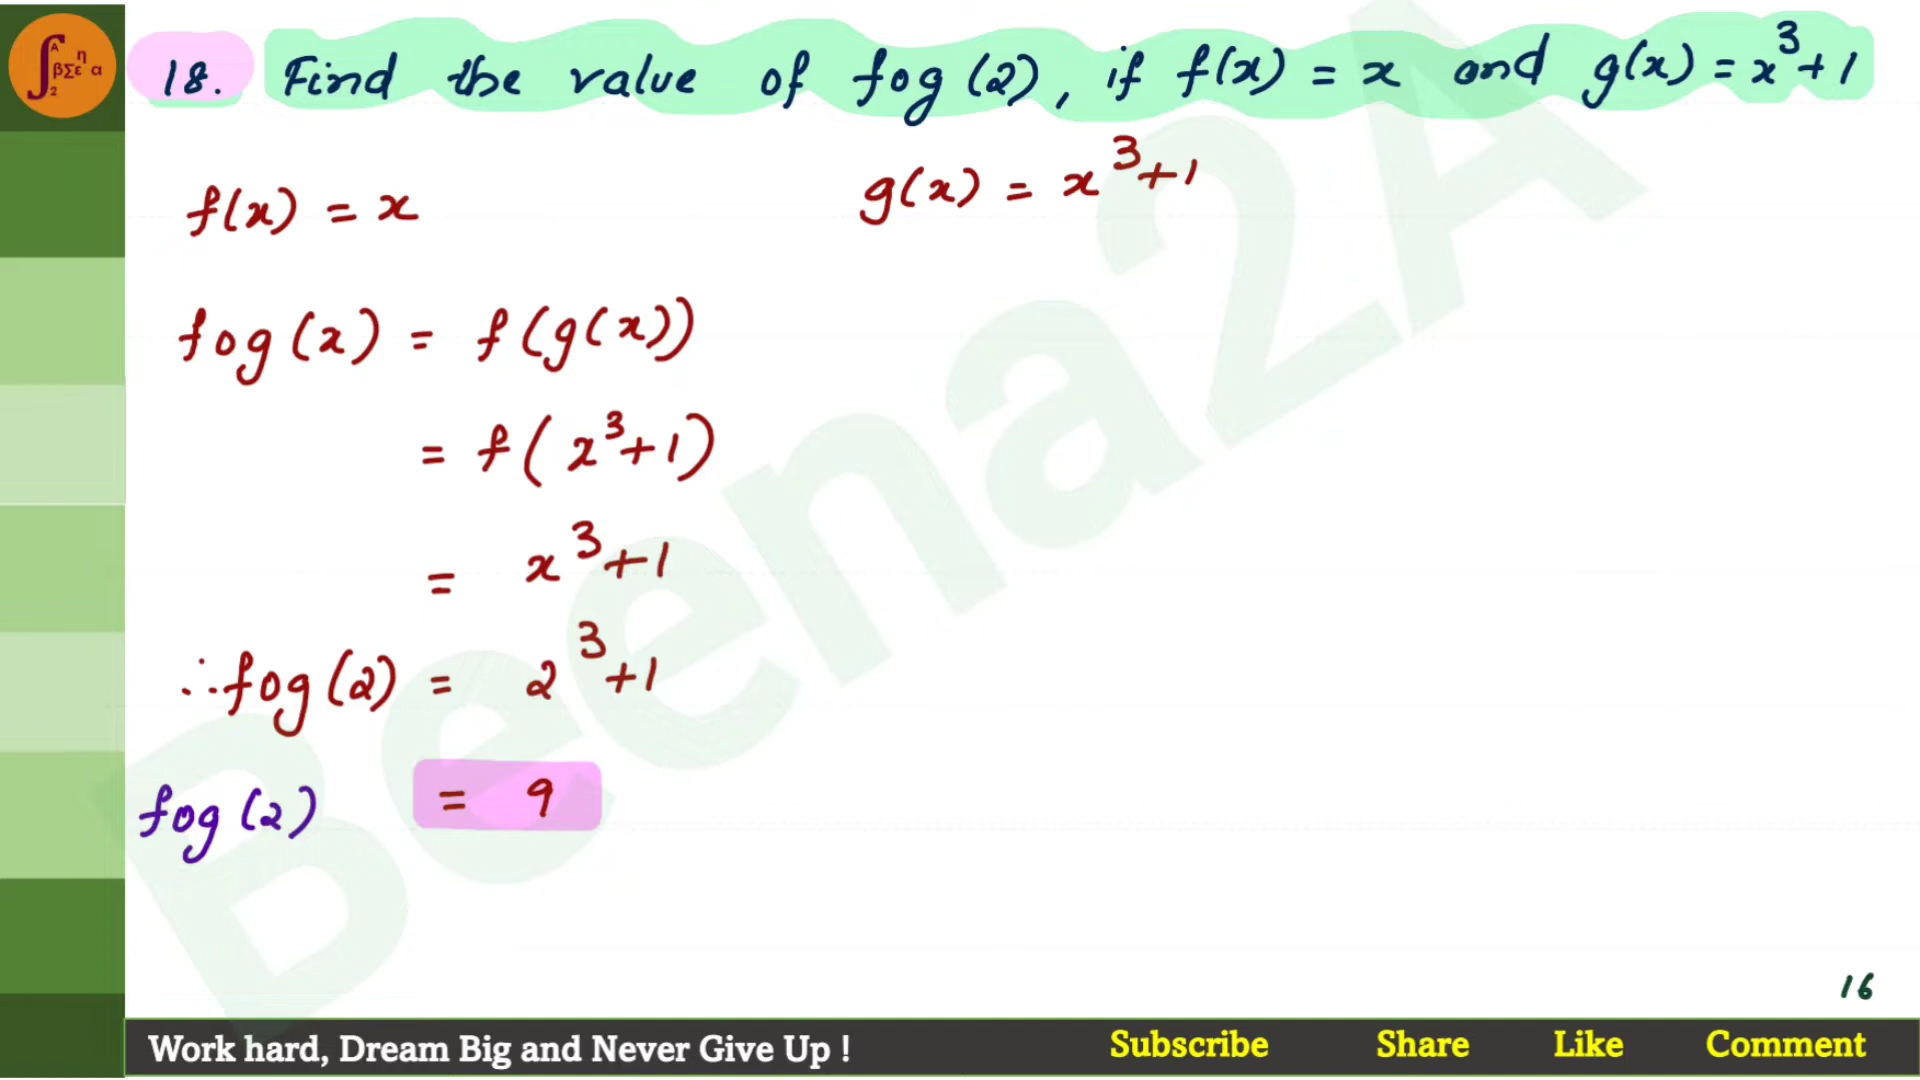 18. Find the value of fog(2), if f(x) = x and g(x) = x³+1
f(x) = x
g(x) = x³+1
fog(x) = f(g(x))
= f(x³+1)
= x³+1
∴fog(2) = 2³+1
fog(2) = 9
Beena2A
16
Work hard, Dream Big and Never Give Up !
Subscribe Share Like Comment